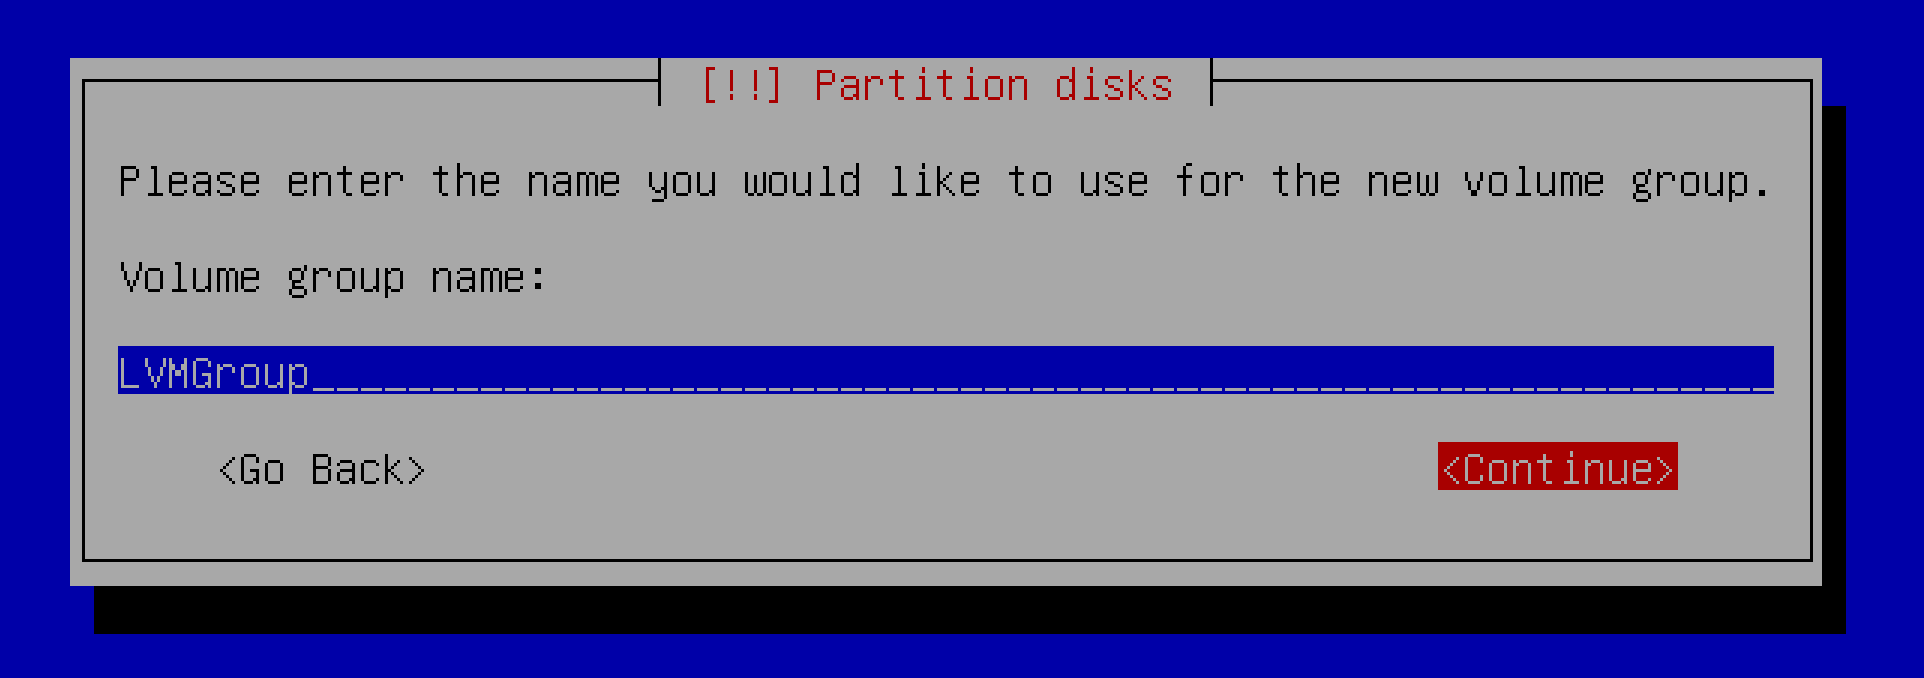 [!!] Partition disks
Please enter the name you would like to use for the new volume group.
Volume group name:
LVMGroup_____________________________________________________________
<Go Back> <Continue>